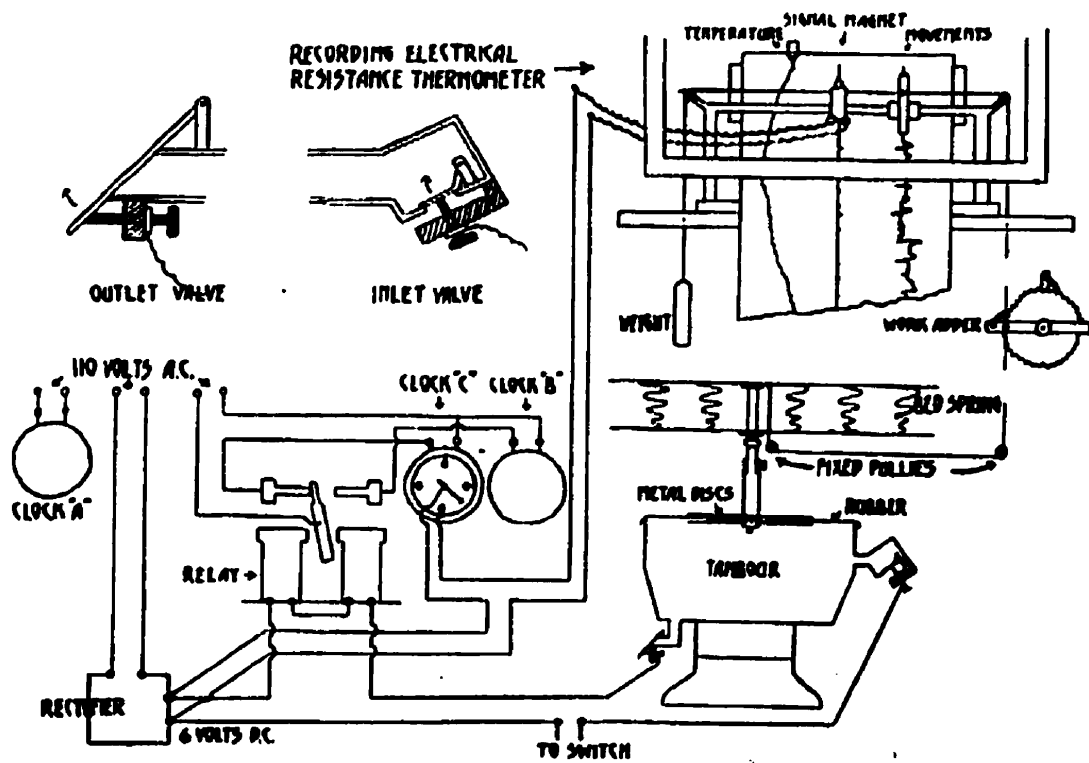 SIGNAL MAGNET
TEMPERATURE
MOVEMENTS
RECORDING ELECTRICAL
RESISTANCE THERMOMETER
OUTLET VALVE
INLET VALVE
WEIGHT
WORK ADDER
110 VOLTS A.C.
CLOCK "C"
CLOCK "B"
BED SPRING
CLOCK "A"
FIXED PULLIES
METAL DISCS
RUBBER
RELAY
TAMBOUR
RECTIFIER
6 VOLTS D.C.
TO SWITCH